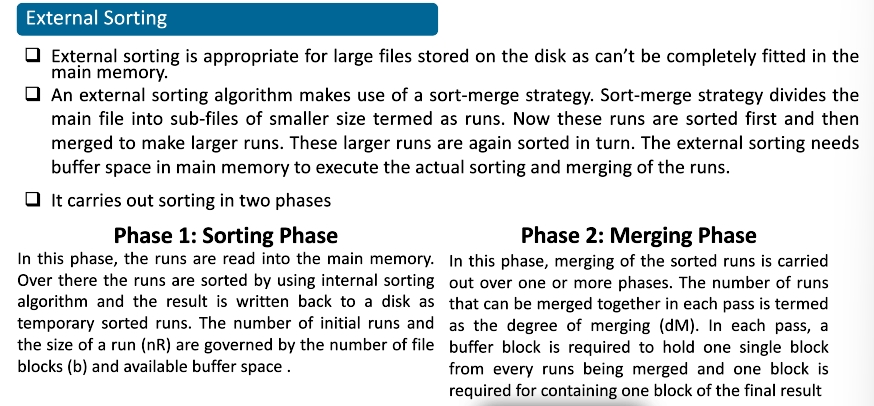 External Sorting
❑ External sorting is appropriate for large files stored on the disk as can't be completely fitted in the
main memory.
❑ An external sorting algorithm makes use of a sort-merge strategy. Sort-merge strategy divides the
main file into sub-files of smaller size termed as runs. Now these runs are sorted first and then
merged to make larger runs. These larger runs are again sorted in turn. The external sorting needs
buffer space in main memory to execute the actual sorting and merging of the runs.
❑ It carries out sorting in two phases
Phase 1: Sorting Phase
In this phase, the runs are read into the main memory.
Over there the runs are sorted by using internal sorting
algorithm and the result is written back to a disk as
temporary sorted runs. The number of initial runs and
the size of a run (nR) are governed by the number of file
blocks (b) and available buffer space .
Phase 2: Merging Phase
In this phase, merging of the sorted runs is carried
out over one or more phases. The number of runs
that can be merged together in each pass is termed
as the degree of merging (dM). In each pass, a
buffer block is required to hold one single block
from every runs being merged and one block is
required for containing one block of the final result